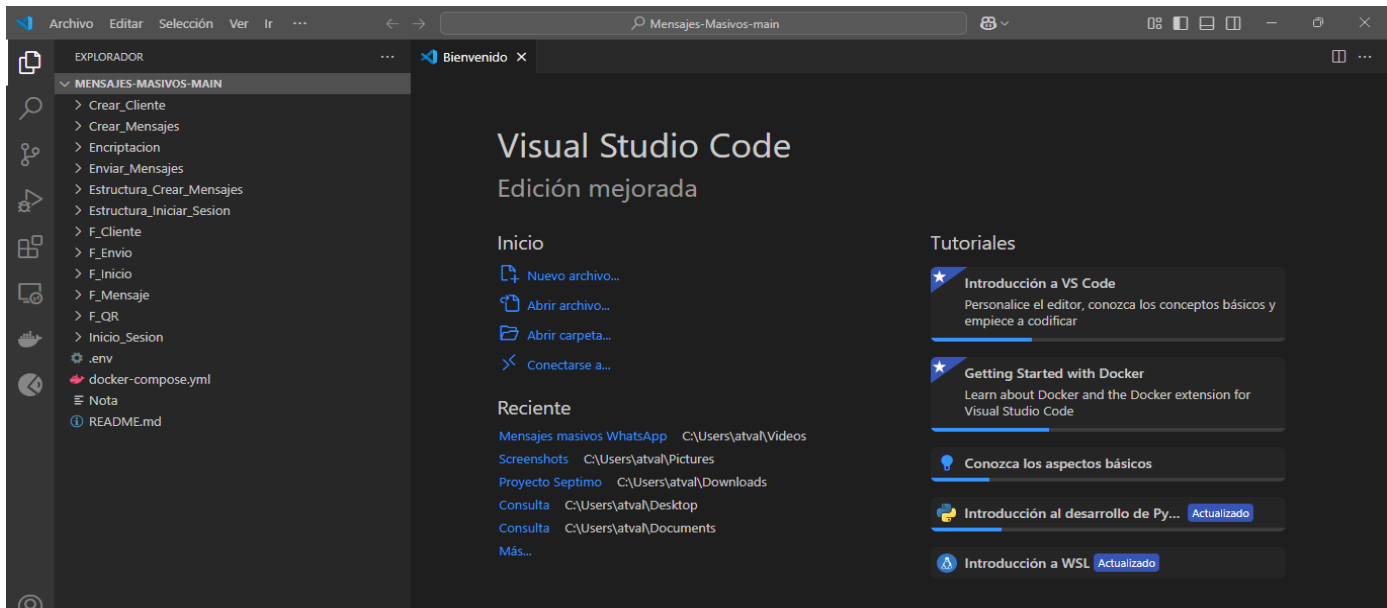 Archivo Editar Selección Ver Ir ... Mensajes-Masivos-main
EXPLORADOR
MENSAJES-MASIVOS-MAIN
Crear_Cliente
Crear_Mensajes
Encriptacion
Enviar_Mensajes
Estructura_Crear_Mensajes
Estructura_Iniciar_Sesion
F_Cliente
F_Envio
F_Inicio
F_Mensaje
F_QR
Inicio_Sesion
.env
docker-compose.yml
Nota
README.md
Bienvenido
Visual Studio Code
Edición mejorada
Inicio
Nuevo archivo...
Abrir archivo...
Abrir carpeta...
Conectarse a...
Reciente
Mensajes masivos WhatsApp C:\Users\atval\Videos
Screenshots C:\Users\atval\Pictures
Proyecto Septimo C:\Users\atval\Downloads
Consulta C:\Users\atval\Desktop
Consulta C:\Users\atval\Documents
Más...
Tutoriales
Introducción a VS Code
Personalice el editor, conozca los conceptos básicos y
empiece a codificar
Getting Started with Docker
Learn about Docker and the Docker extension for
Visual Studio Code
Conozca los aspectos básicos
Introducción al desarrollo de Py... Actualizado
Introducción a WSL Actualizado